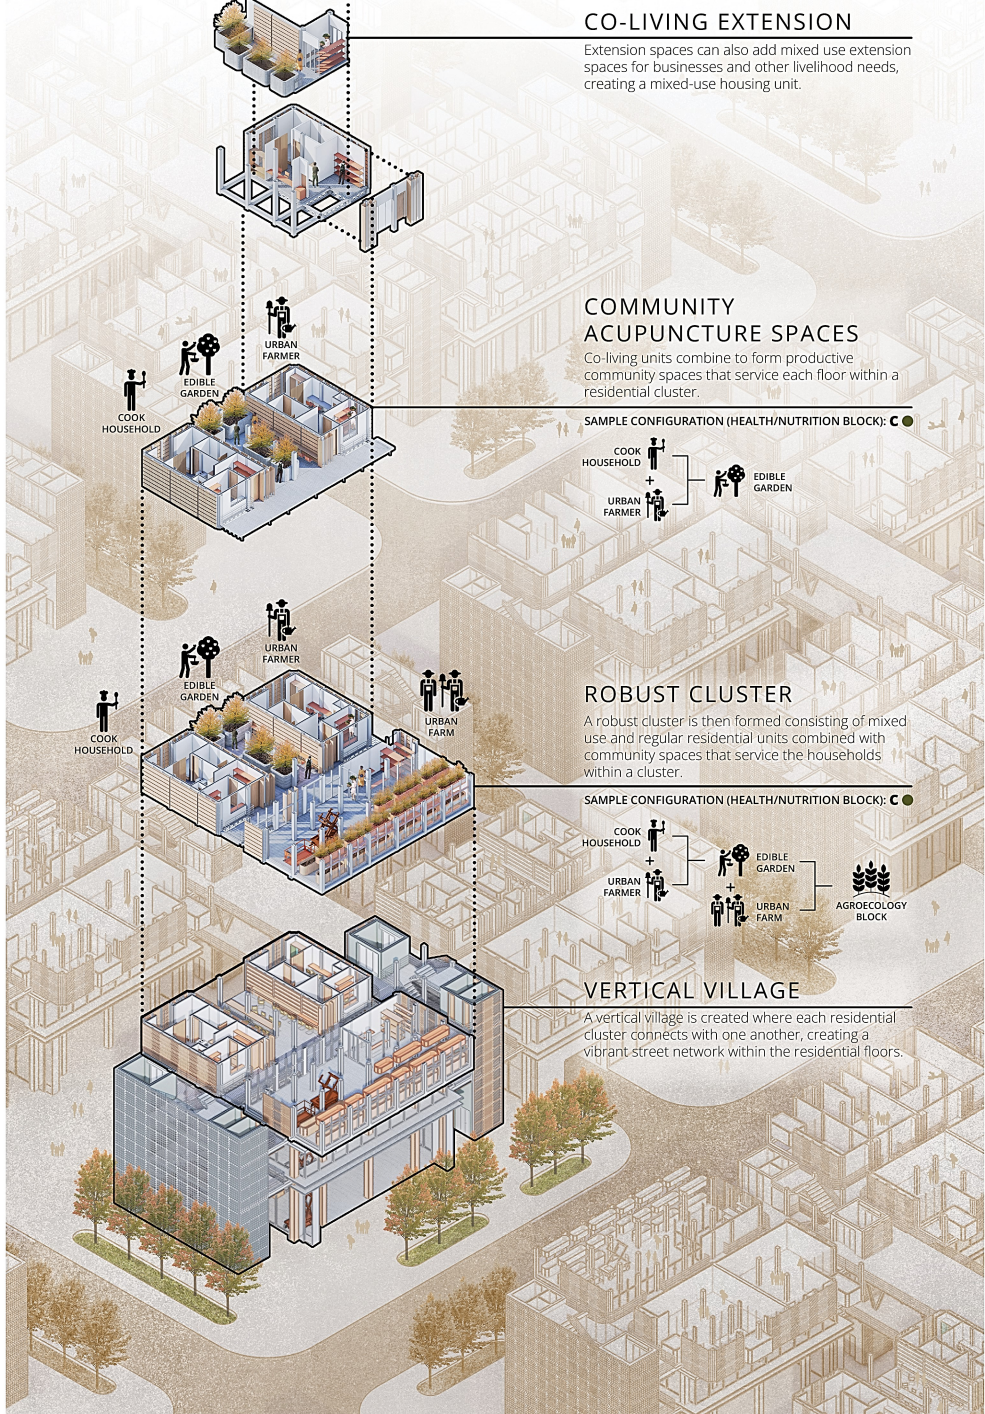 CO-LIVING EXTENSION
Extension spaces can also add mixed use extension
spaces for businesses and other livelihood needs,
creating a mixed-use housing unit.
URBAN
FARMER
EDIBLE
GARDEN
COOK
HOUSEHOLD
COMMUNITY
ACUPUNCTURE SPACES
Co-living units combine to form productive
community spaces that service each floor within a
residential cluster.
SAMPLE CONFIGURATION (HEALTH/NUTRITION BLOCK): C
COOK
HOUSEHOLD
+
URBAN
FARMER
EDIBLE
GARDEN
URBAN
FARMER
EDIBLE
GARDEN
COOK
HOUSEHOLD
URBAN
FARM
ROBUST CLUSTER
A robust cluster is then formed consisting of mixed
use and regular residential units combined with
community spaces that service the households
within a cluster.
SAMPLE CONFIGURATION (HEALTH/NUTRITION BLOCK): C
COOK
HOUSEHOLD
+
URBAN
FARMER
EDIBLE
GARDEN
+
URBAN
FARM
AGROECOLOGY
BLOCK
VERTICAL VILLAGE
A vertical village is created where each residential
cluster connects with one another, creating a
vibrant street network within the residential floors.